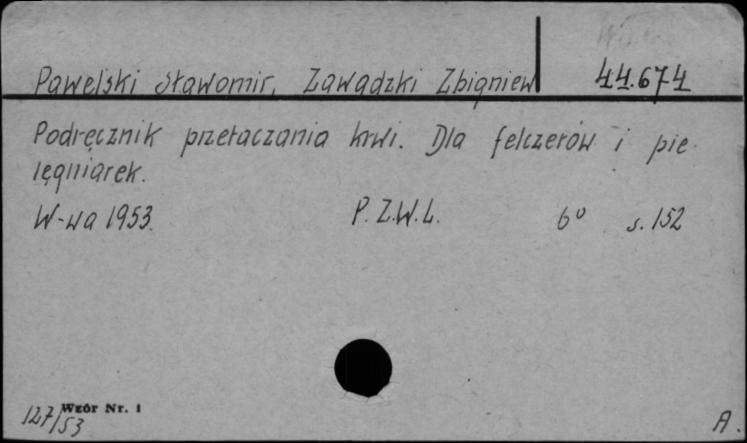 Pawelski Sławomir, Zawadzki Zbigniew 44.674
Podręcznik przetaczania krwi. Dla felczerów i pie-
lęgniarek.
W-wa 1953. P.Z.W.L. 6º s. 152
Wzór Nr. 1
127/53 A.